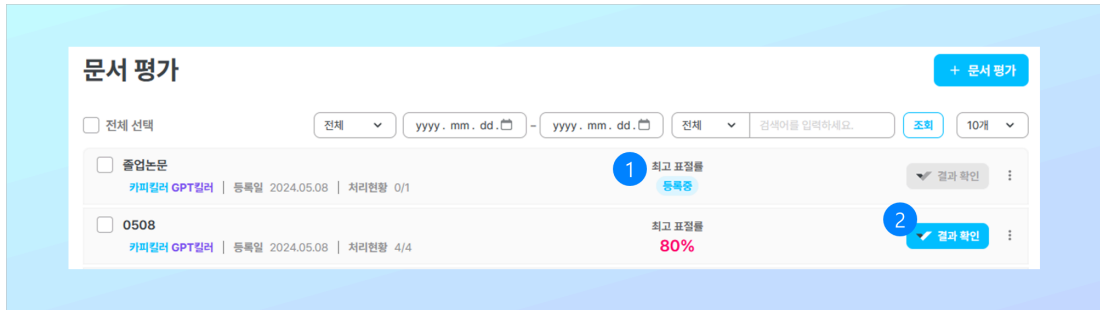 문서 평가
+ 문서 평가
전체 선택 전체 yyyy. mm. dd. - yyyy. mm. dd. 전체 검색어를 입력하세요. 조회 10개
졸업논문 최고 표절률
1
카피킬러 GPT킬러 | 등록일 2024.05.08 | 처리현황 0/1 등록중 결과 확인
0508 최고 표절률
2
카피킬러 GPT킬러 | 등록일 2024.05.08 | 처리현황 4/4 80% 결과 확인